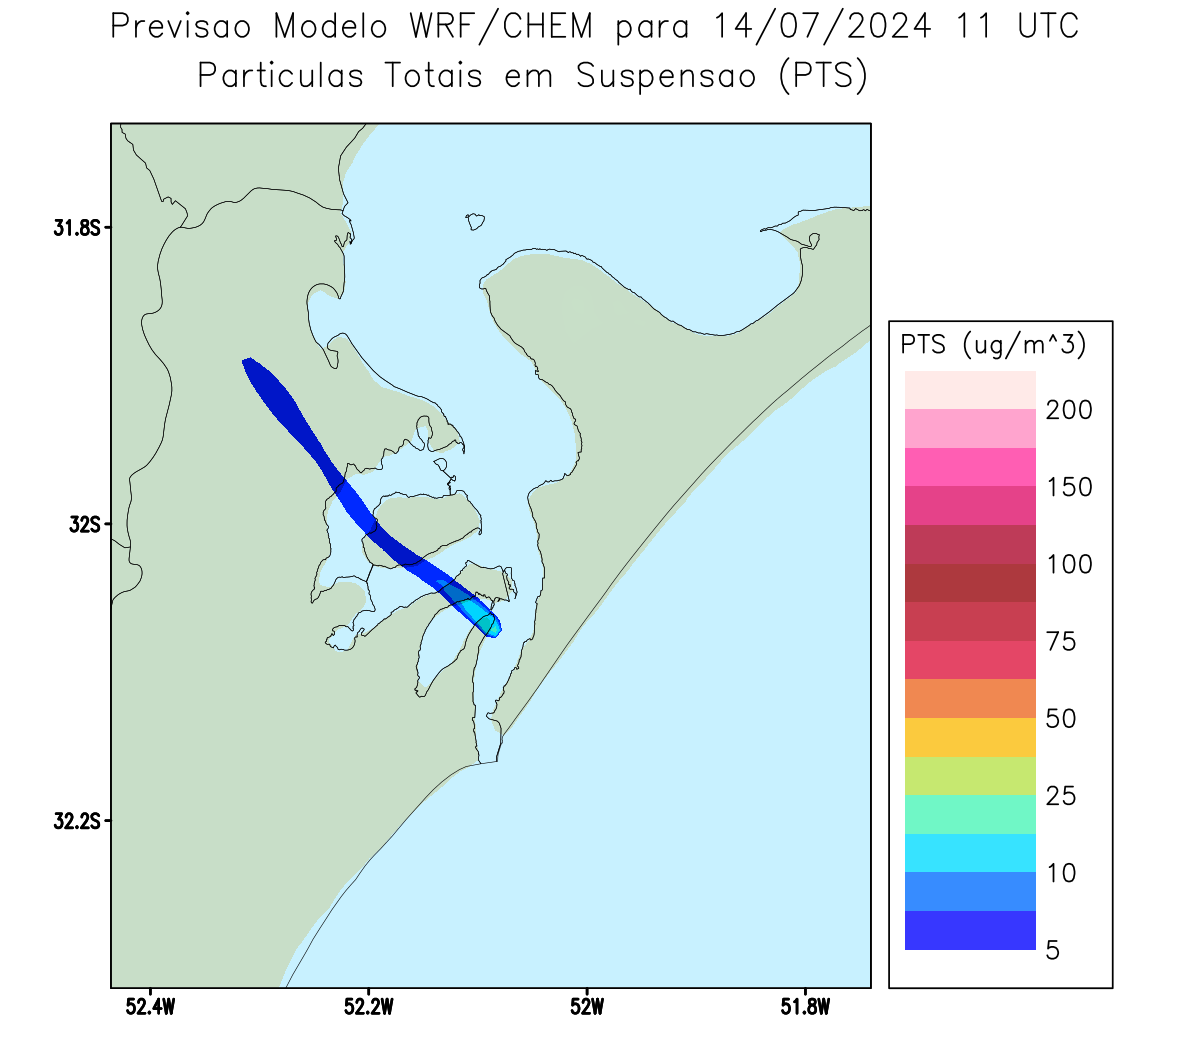 Previsao Modelo WRF/CHEM para 14/07/2024 11 UTC
Particulas Totais em Suspensao (PTS)
31.8S
32S
32.2S
52.4W
52.2W
52W
51.8W
PTS (ug/m^3)
200
150
100
75
50
25
10
5